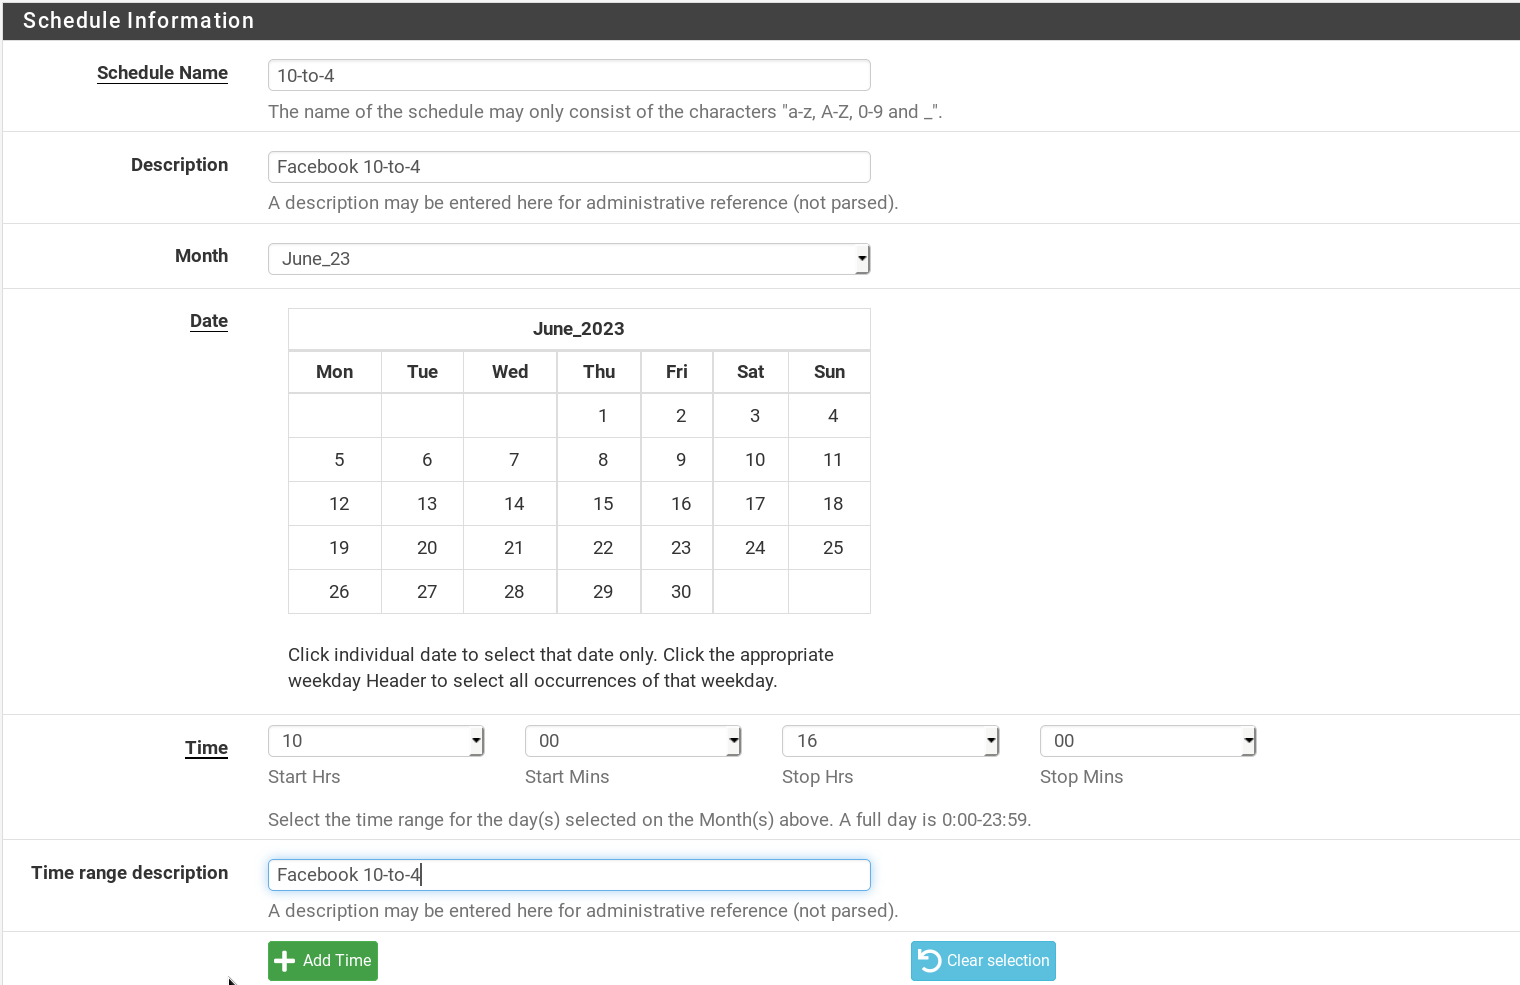 Schedule Information
Schedule Name
10-to-4
The name of the schedule may only consist of the characters "a-z, A-Z, 0-9 and _".
Description
Facebook 10-to-4
A description may be entered here for administrative reference (not parsed).
Month
June_23
Date
June_2023
Mon Tue Wed Thu Fri Sat Sun
1 2 3 4
5 6 7 8 9 10 11
12 13 14 15 16 17 18
19 20 21 22 23 24 25
26 27 28 29 30
Click individual date to select that date only. Click the appropriate
weekday Header to select all occurrences of that weekday.
Time
10 00 16 00
Start Hrs Start Mins Stop Hrs Stop Mins
Select the time range for the day(s) selected on the Month(s) above. A full day is 0:00-23:59.
Time range description
Facebook 10-to-4
A description may be entered here for administrative reference (not parsed).
Add Time Clear selection